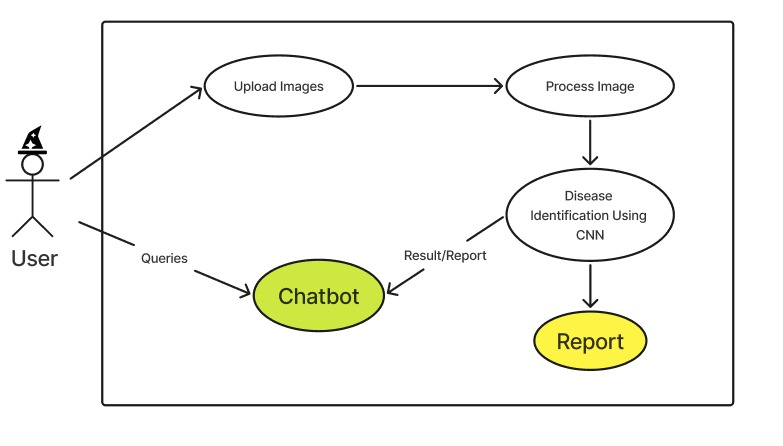 Upload Images
Process Image
Disease
Identification Using
CNN
User
Queries
Result/Report
Chatbot
Report